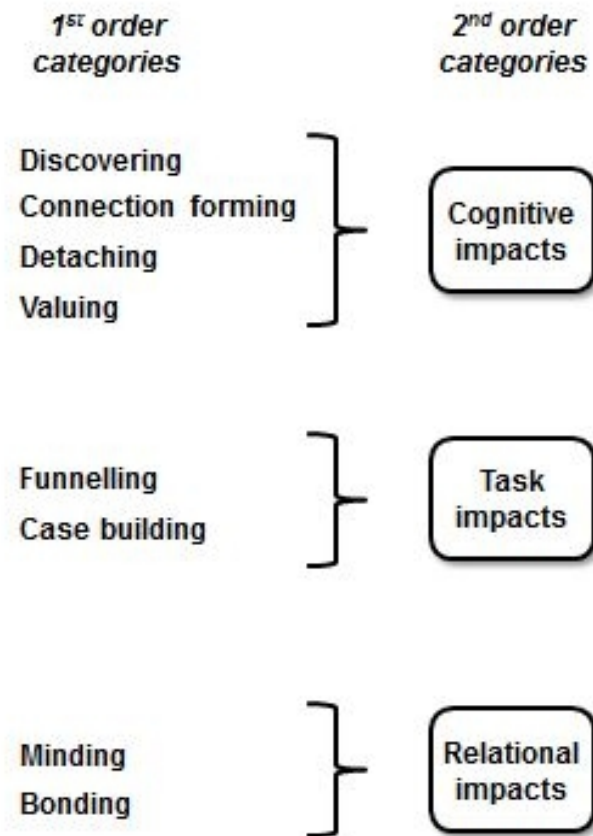 1st order
categories
2nd order
categories
Discovering
Connection forming
Detaching
Valuing
Cognitive
impacts
Funnelling
Case building
Task
impacts
Minding
Bonding
Relational
impacts